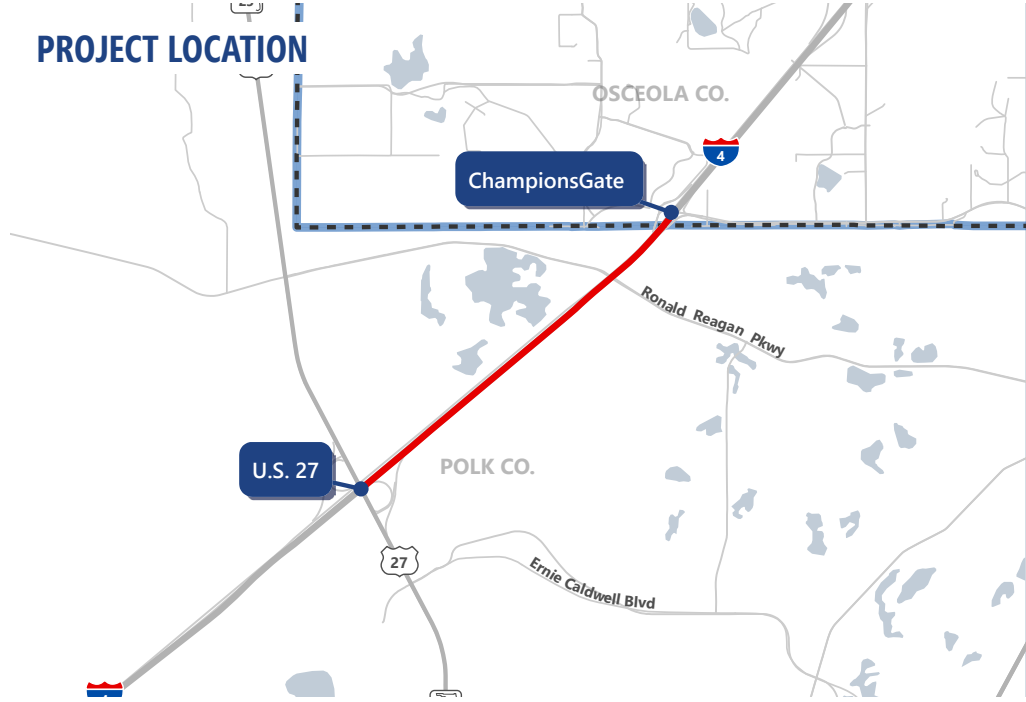 PROJECT LOCATION
OSCEOLA CO.
4
ChampionsGate
Ronald Reagan Pkwy
U.S. 27
POLK CO.
27
Ernie Caldwell Blvd